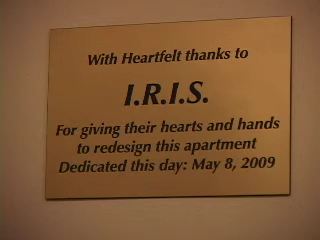 With Heartfelt thanks to
I.R.I.S.
For giving their hearts and hands
to redesign this apartment
Dedicated this day: May 8, 2009